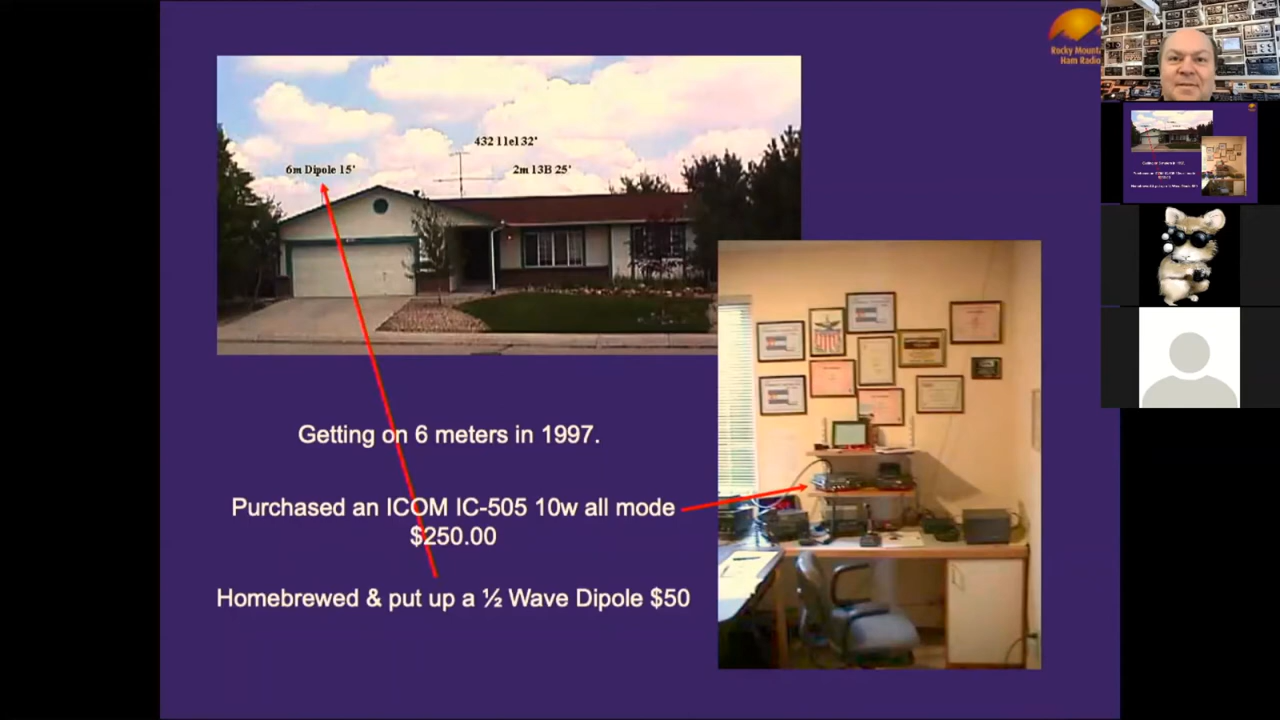 Rocky Mounta
Ham Radio
432 11el 32'
6m Dipole 15'
2m 13B 25'
Getting on 6 meters in 1997.
Purchased an ICOM IC-505 10w all mode
$250.00
Homebrewed & put up a ½ Wave Dipole $50